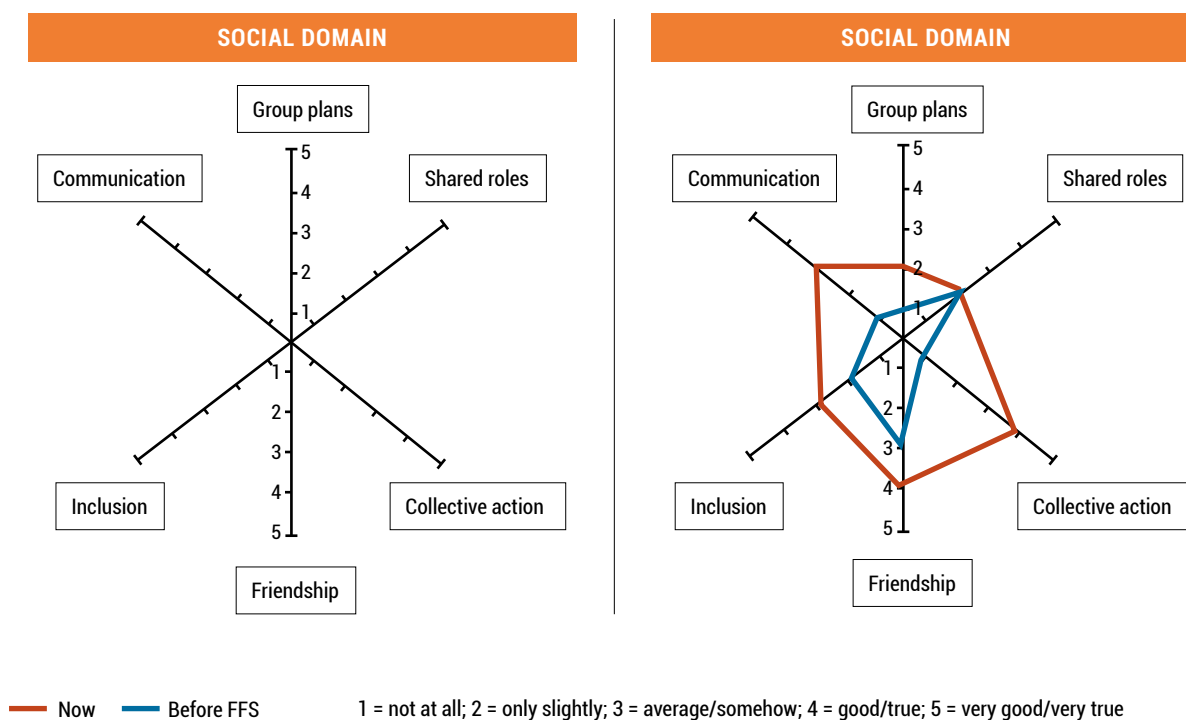 SOCIAL DOMAIN
Group plans
Communication
Shared roles
5
4
3
2
1
1
2
3
4
5
Inclusion
Collective action
Friendship
SOCIAL DOMAIN
Group plans
Communication
Shared roles
5
4
3
2
1
1
2
3
4
5
Inclusion
Collective action
Friendship
Now
Before FFS
1 = not at all; 2 = only slightly; 3 = average/somehow; 4 = good/true; 5 = very good/very true